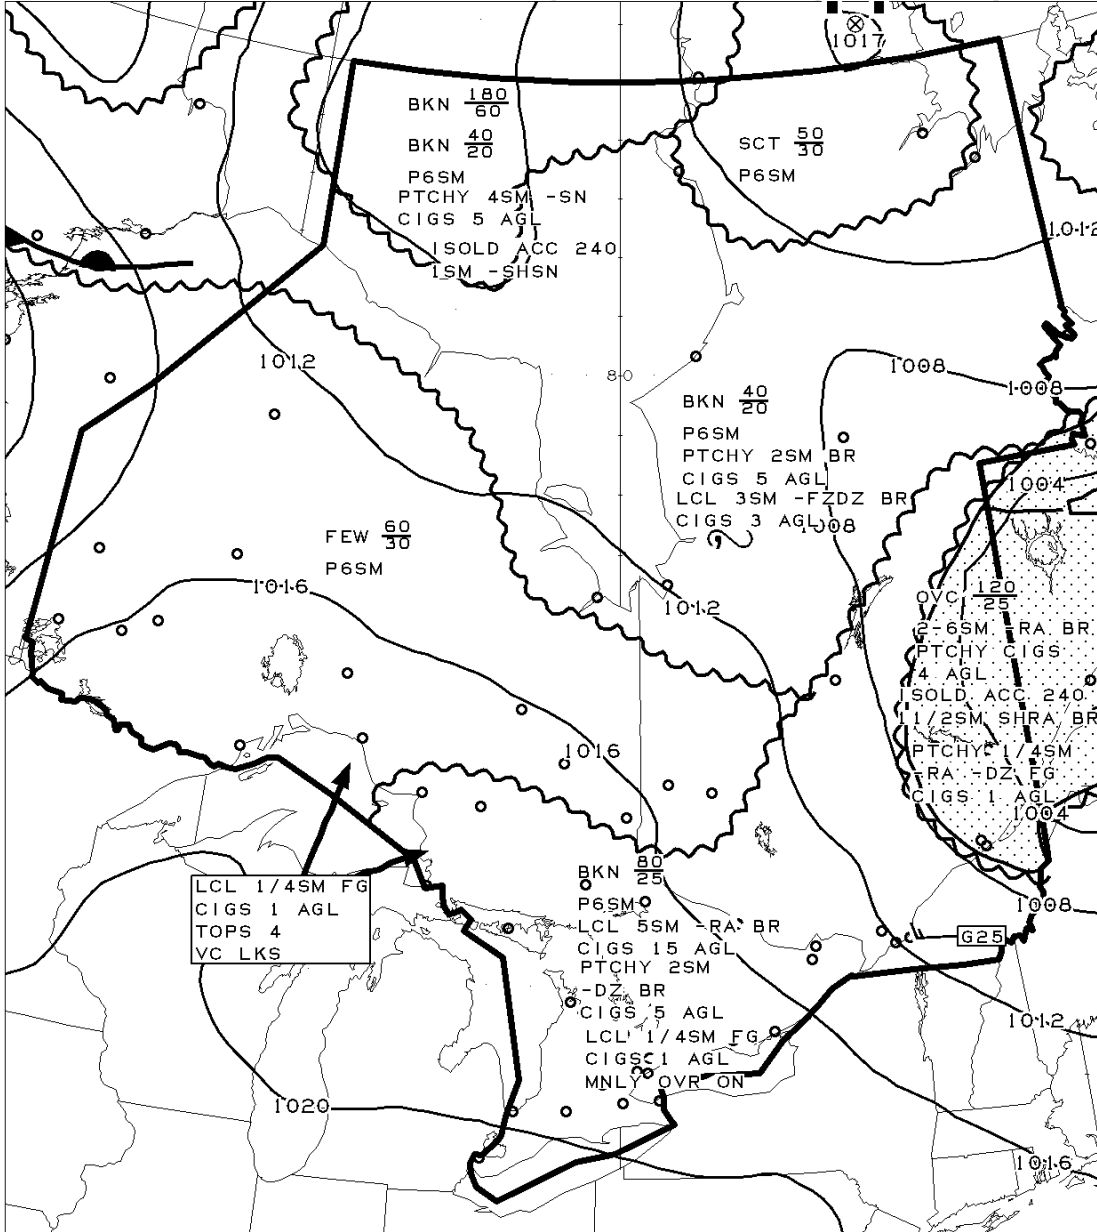 1017
BKN 180/60
BKN 40/20
P6SM
PTCHY 4SM -SN
CIGS 5 AGL
ISOLD ACC 240
1SM -SHSN
SCT 50/30
P6SM
1012
1012
80
1008
1008
BKN 40/20
P6SM
PTCHY 2SM BR
CIGS 5 AGL
LCL 3SM -FZDZ BR
CIGS 3 AGL
1008
1004
FEW 60/30
P6SM
1016
1012
OVC 120/25
2-6SM -RA BR
PTCHY CIGS
4 AGL
ISOLD ACC 240
11/2SM SHRA BR
PTCHY 1/4SM
-RA -DZ FG
CIGS 1 AGL
1004
1016
LCL 1/4SM FG
CIGS 1 AGL
TOPS 4
VC LKS
BKN 80/25
P6SM
LCL 5SM -RA BR
CIGS 15 AGL
PTCHY 2SM
-DZ BR
CIGS 5 AGL
LCL 1/4SM FG
CIGS 1 AGL
MNLY OVR ON
1008
G25
1012
1020
1016